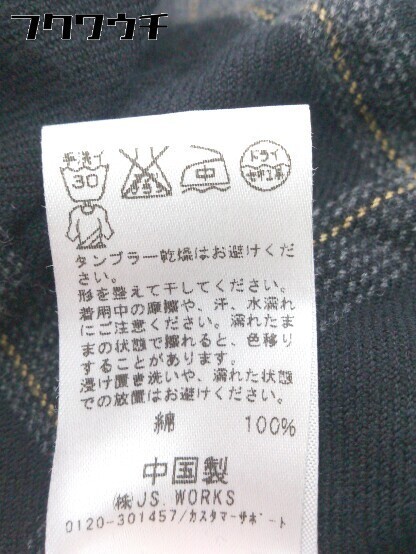 フクワウチ
手洗イ
30
中
ドライ
セキユ系
タンブラー乾燥はお避けくだ
さい。
形を整えて干してください。
着用中の摩擦や、汗、水濡れ
にご注意ください。濡れたま
まの状態で擦れると、色移り
することがあります。
浸け置き洗いや、濡れた状態
での放置はお避けください。
綿 100%
中国製
㈱JS. WORKS
0120-301457/カスタマーサポート